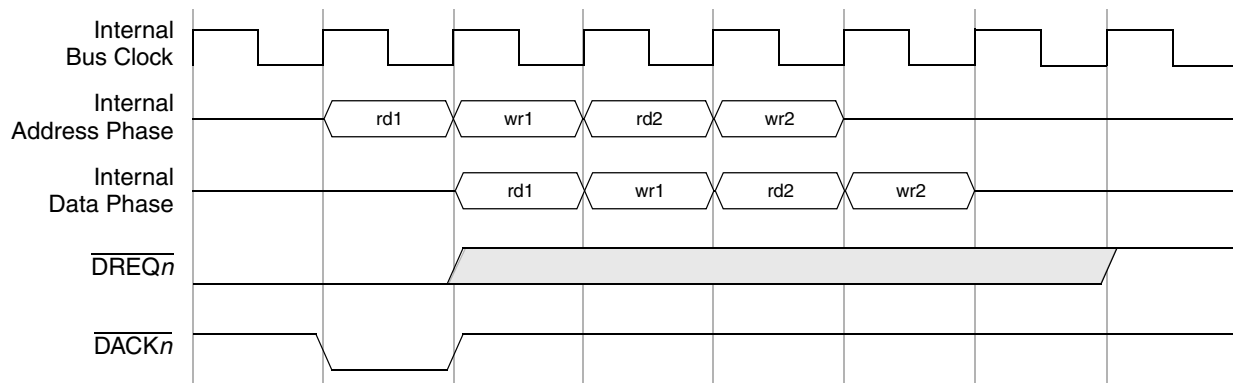 Internal
Bus Clock
Internal
Address Phase
rd1 wr1 rd2 wr2
Internal
Data Phase
rd1 wr1 rd2 wr2
DREQn
DACKn